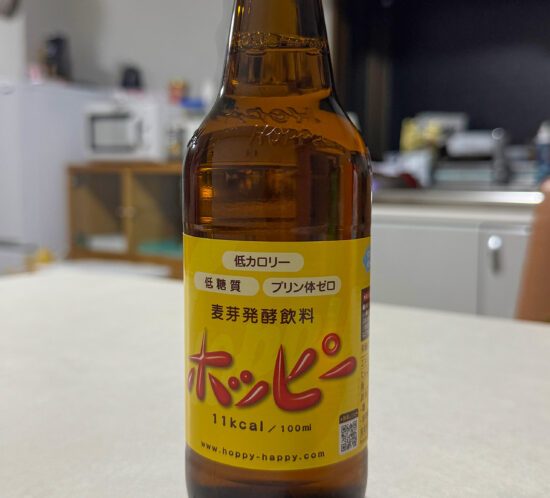 Hoppy
低カロリー
低糖質 プリン体ゼロ
麦芽発酵飲料
ホッピー
11kcal / 100ml
www.hoppy-happy.com